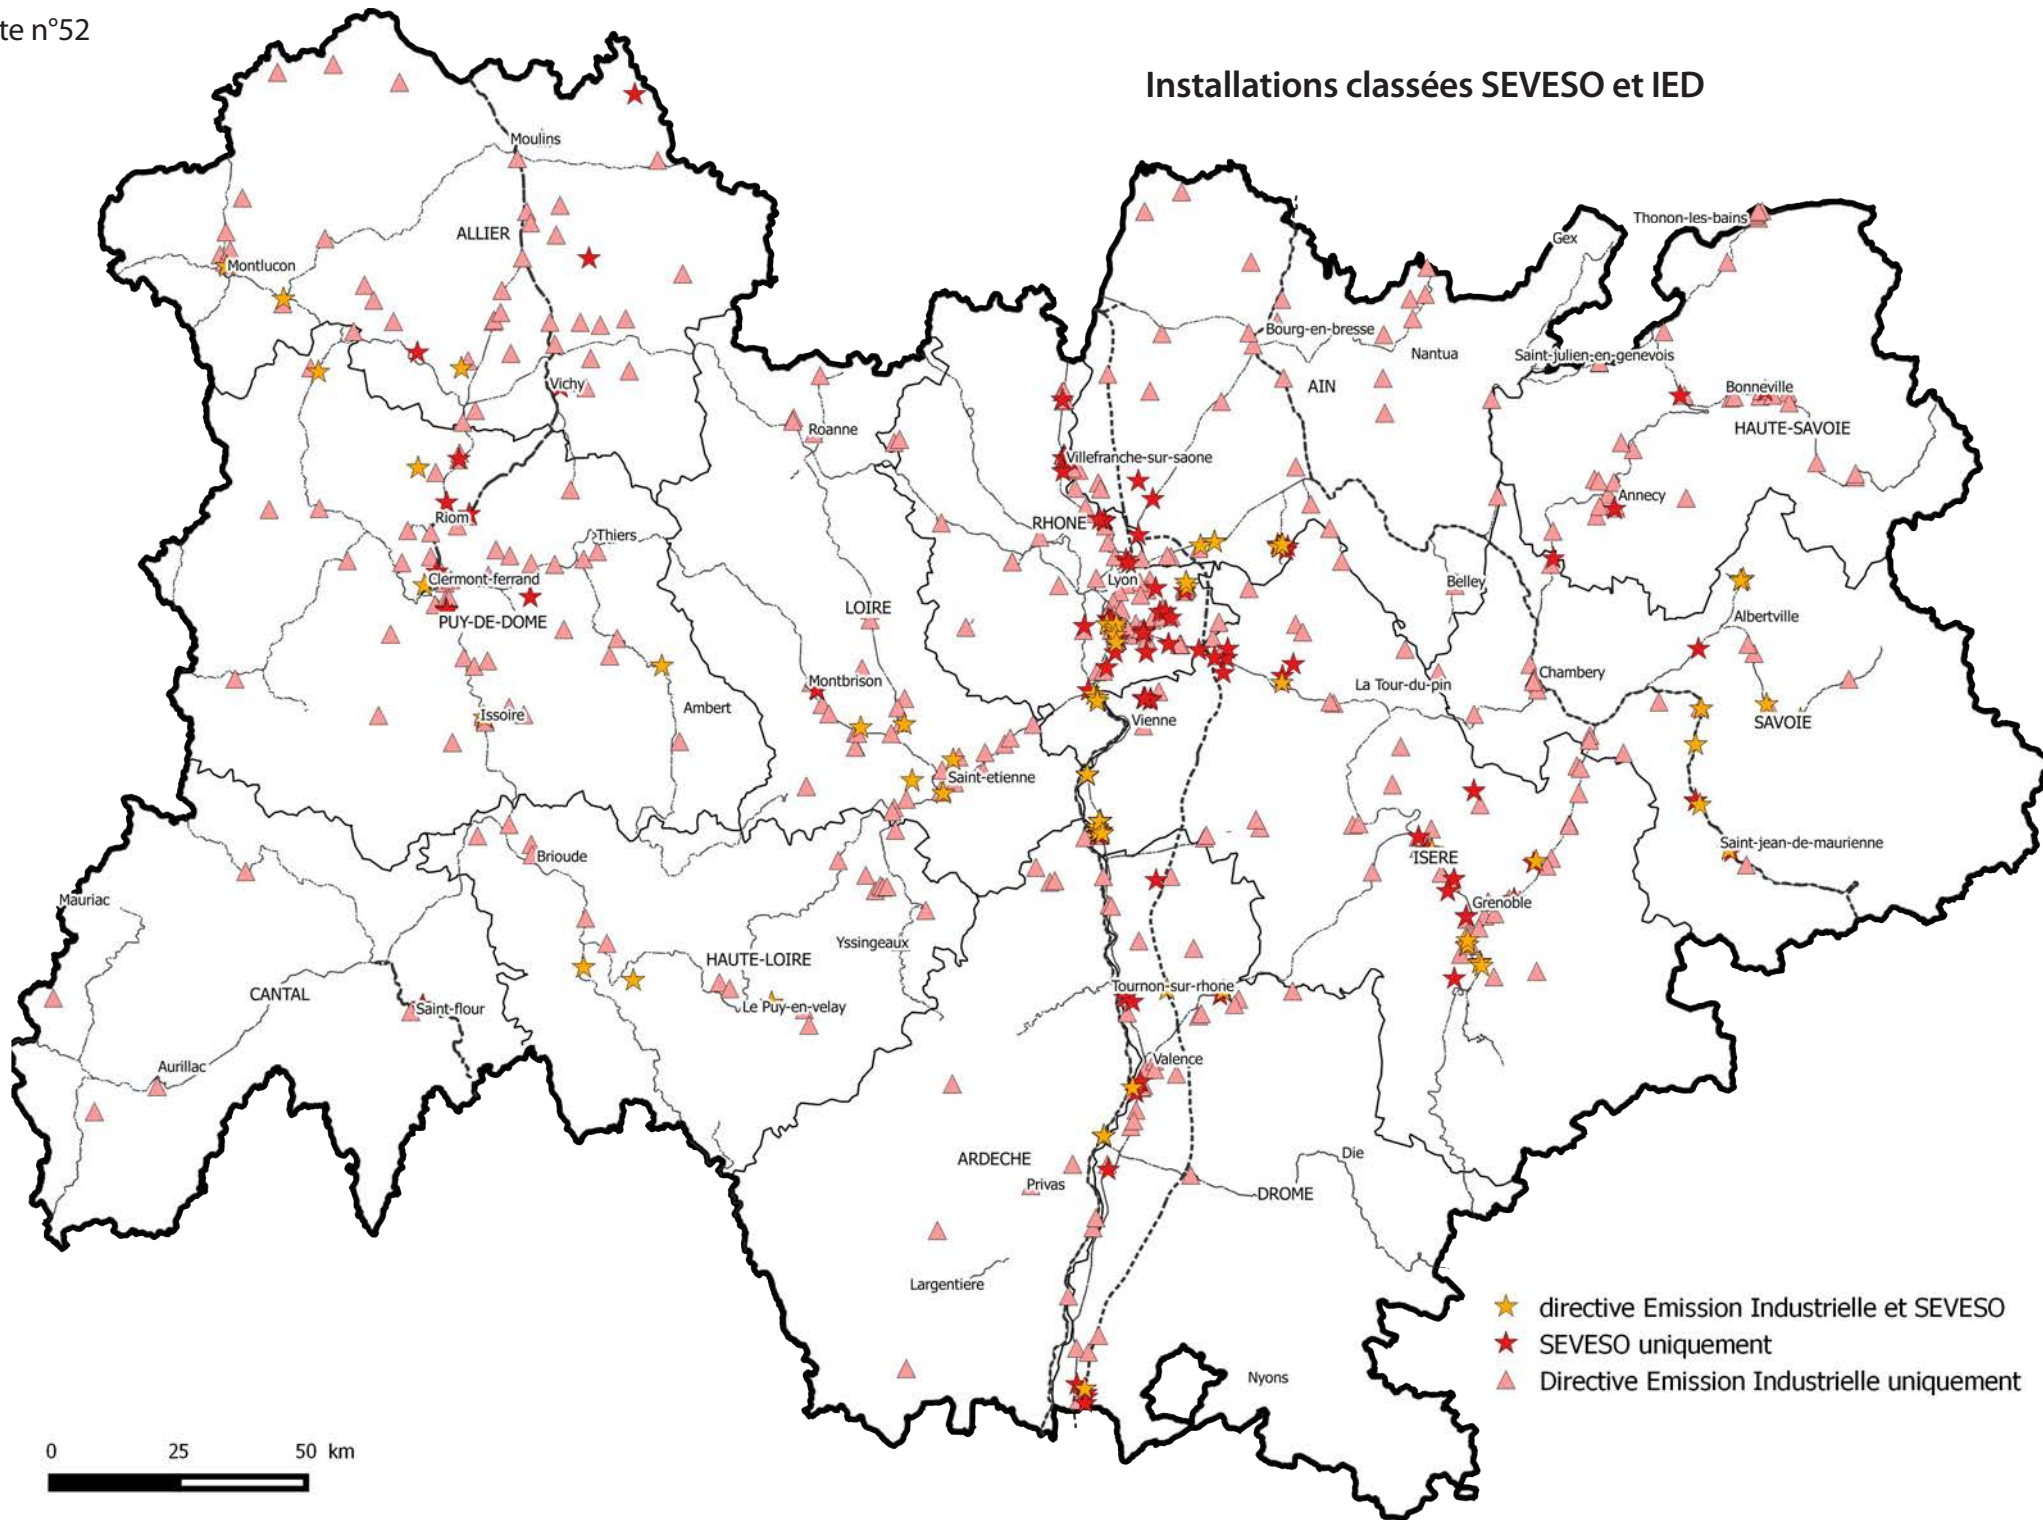 te n°52
Installations classées SEVESO et IED
Moulins
ALLIER
Montlucon
Vichy
Thonon-les-bains
Gex
Bourg-en-bresse
Nantua
Saint-julien-en-genevois
AIN
Bonneville
HAUTE-SAVOIE
Roanne
Villefranche-sur-saone
Annecy
Riom
RHONE
Thiers
Clermont-ferrand
Lyon
Belley
PUY-DE-DOME
LOIRE
Albertville
Montbrison
Chambery
La Tour-du-pin
Issoire
Ambert
Vienne
SAVOIE
Saint-etienne
Saint-jean-de-maurienne
Brioude
ISERE
Mauriac
Grenoble
Yssingeaux
HAUTE-LOIRE
CANTAL
Saint-flour
Le Puy-en-velay
Tournon-sur-rhone
Aurillac
Valence
ARDECHE
Die
Privas
DROME
Largentiere
Nyons
directive Emission Industrielle et SEVESO
SEVESO uniquement
Directive Emission Industrielle uniquement
0 25 50 km